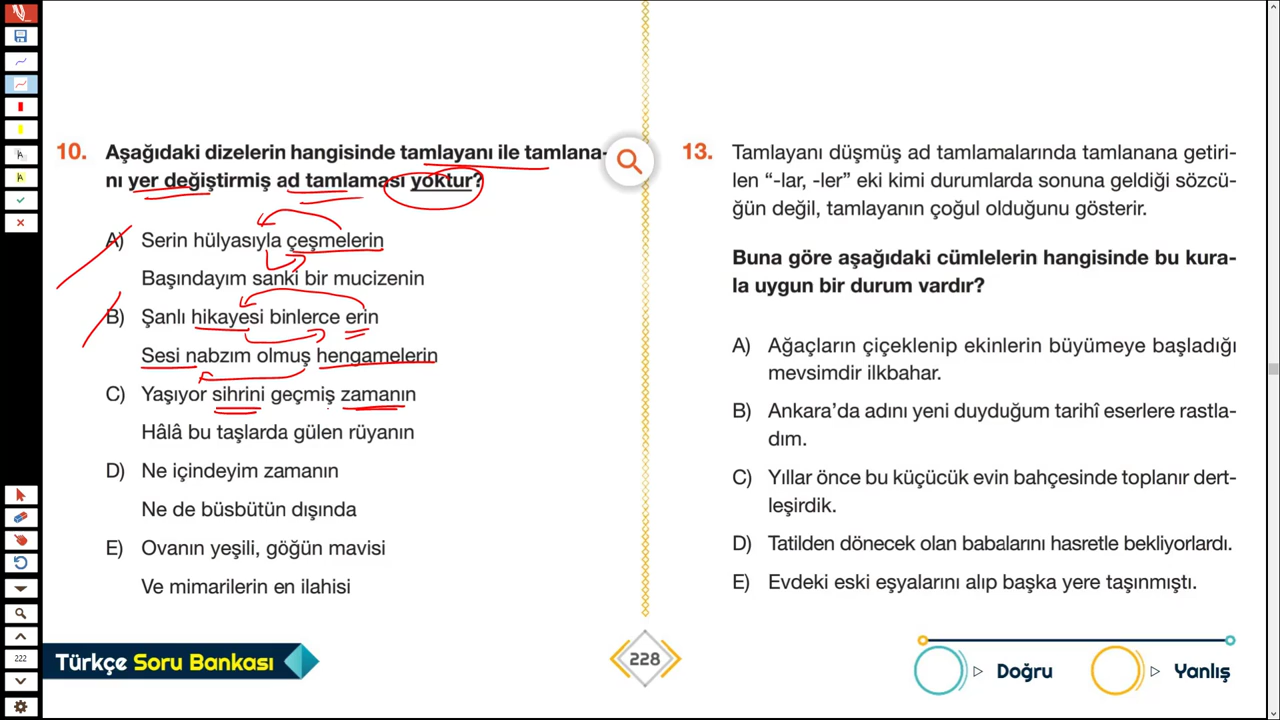 10. Aşağıdaki dizelerin hangisinde tamlayanı ile tamlana-
nı yer değiştirmiş ad tamlaması yoktur?
A) Serin hülyasıyla çeşmelerin
Başındayım sanki bir mucizenin
B) Şanlı hikayesi binlerce erin
Sesi nabzım olmuş hengamelerin
C) Yaşıyor sihrini geçmiş zamanın
Hâlâ bu taşlarda gülen rüyanın
D) Ne içindeyim zamanın
Ne de büsbütün dışında
E) Ovanın yeşili, göğün mavisi
Ve mimarilerin en ilahisi
13. Tamlayanı düşmüş ad tamlamalarında tamlanana getiri-
len “-lar, -ler” eki kimi durumlarda sonuna geldiği sözcü-
ğün değil, tamlayanın çoğul olduğunu gösterir.
Buna göre aşağıdaki cümlelerin hangisinde bu kura-
la uygun bir durum vardır?
A) Ağaçların çiçeklenip ekinlerin büyümeye başladığı
mevsimdir ilkbahar.
B) Ankara’da adını yeni duyduğum tarihî eserlere rastla-
dım.
C) Yıllar önce bu küçücük evin bahçesinde toplanır dert-
leşirdik.
D) Tatilden dönecek olan babalarını hasretle bekliyorlardı.
E) Evdeki eski eşyalarını alıp başka yere taşınmıştı.
Türkçe Soru Bankası
228
Doğru
Yanlış
222